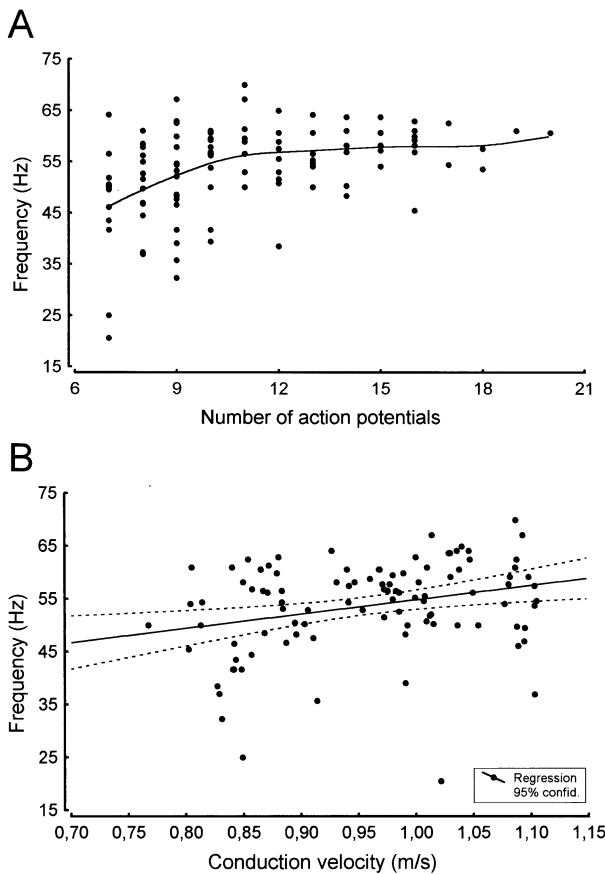 A
75
65
55
45
35
25
15
Frequency (Hz)
6 9 12 15 18 21
Number of action potentials
B
75
65
55
45
35
25
15
Frequency (Hz)
Regression
95% confid.
0,70 0,75 0,80 0,85 0,90 0,95 1,00 1,05 1,10 1,15
Conduction velocity (m/s)